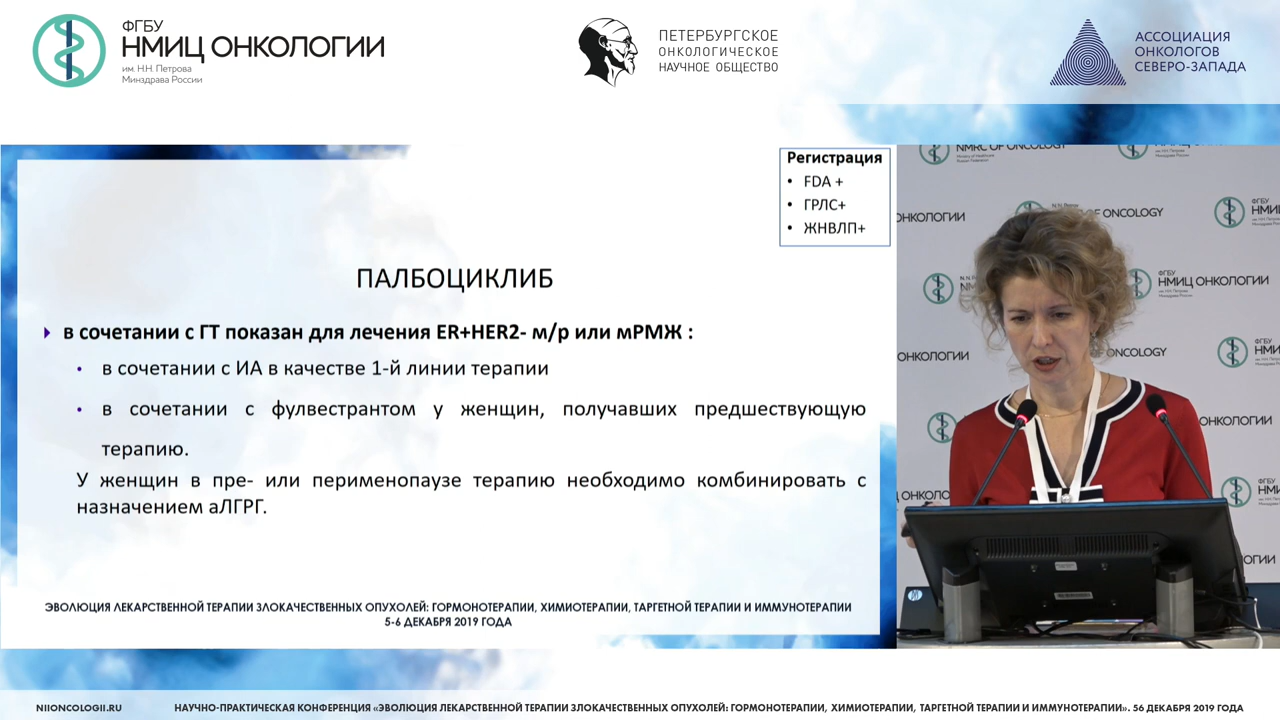 ФГБУ
НМИЦ ОНКОЛОГИИ
им. Н.Н. Петрова
Минздрава России
ПЕТЕРБУРГСКОЕ
ОНКОЛОГИЧЕСКОЕ
НАУЧНОЕ ОБЩЕСТВО
АССОЦИАЦИЯ
ОНКОЛОГОВ
СЕВЕРО-ЗАПАДА
Регистрация
• FDA +
• ГРЛС+
• ЖНВЛП+
ПАЛБОЦИКЛИБ
в сочетании с ГТ показан для лечения ER+HER2- м/р или мРМЖ :
• в сочетании с ИА в качестве 1-й линии терапии
• в сочетании с фулвестрантом у женщин, получавших предшествующую
терапию.
У женщин в пре- или перименопаузе терапию необходимо комбинировать с
назначением аЛГРГ.
ЭВОЛЮЦИЯ ЛЕКАРСТВЕННОЙ ТЕРАПИИ ЗЛОКАЧЕСТВЕННЫХ ОПУХОЛЕЙ: ГОРМОНОТЕРАПИИ, ХИМИОТЕРАПИИ, ТАРГЕТНОЙ ТЕРАПИИ И ИММУНОТЕРАПИИ
5-6 ДЕКАБРЯ 2019 ГОДА
NMRC OF ONCOLOGY
OF ONCOLOGY
ФГБУ
НМИЦ ОНКОЛОГИИ
NIIONCOLOGII.RU
НАУЧНО-ПРАКТИЧЕСКАЯ КОНФЕРЕНЦИЯ «ЭВОЛЮЦИЯ ЛЕКАРСТВЕННОЙ ТЕРАПИИ ЗЛОКАЧЕСТВЕННЫХ ОПУХОЛЕЙ: ГОРМОНОТЕРАПИИ, ХИМИОТЕРАПИИ, ТАРГЕТНОЙ ТЕРАПИИ И ИММУНОТЕРАПИИ». 56 ДЕКАБРЯ 2019 ГОДА